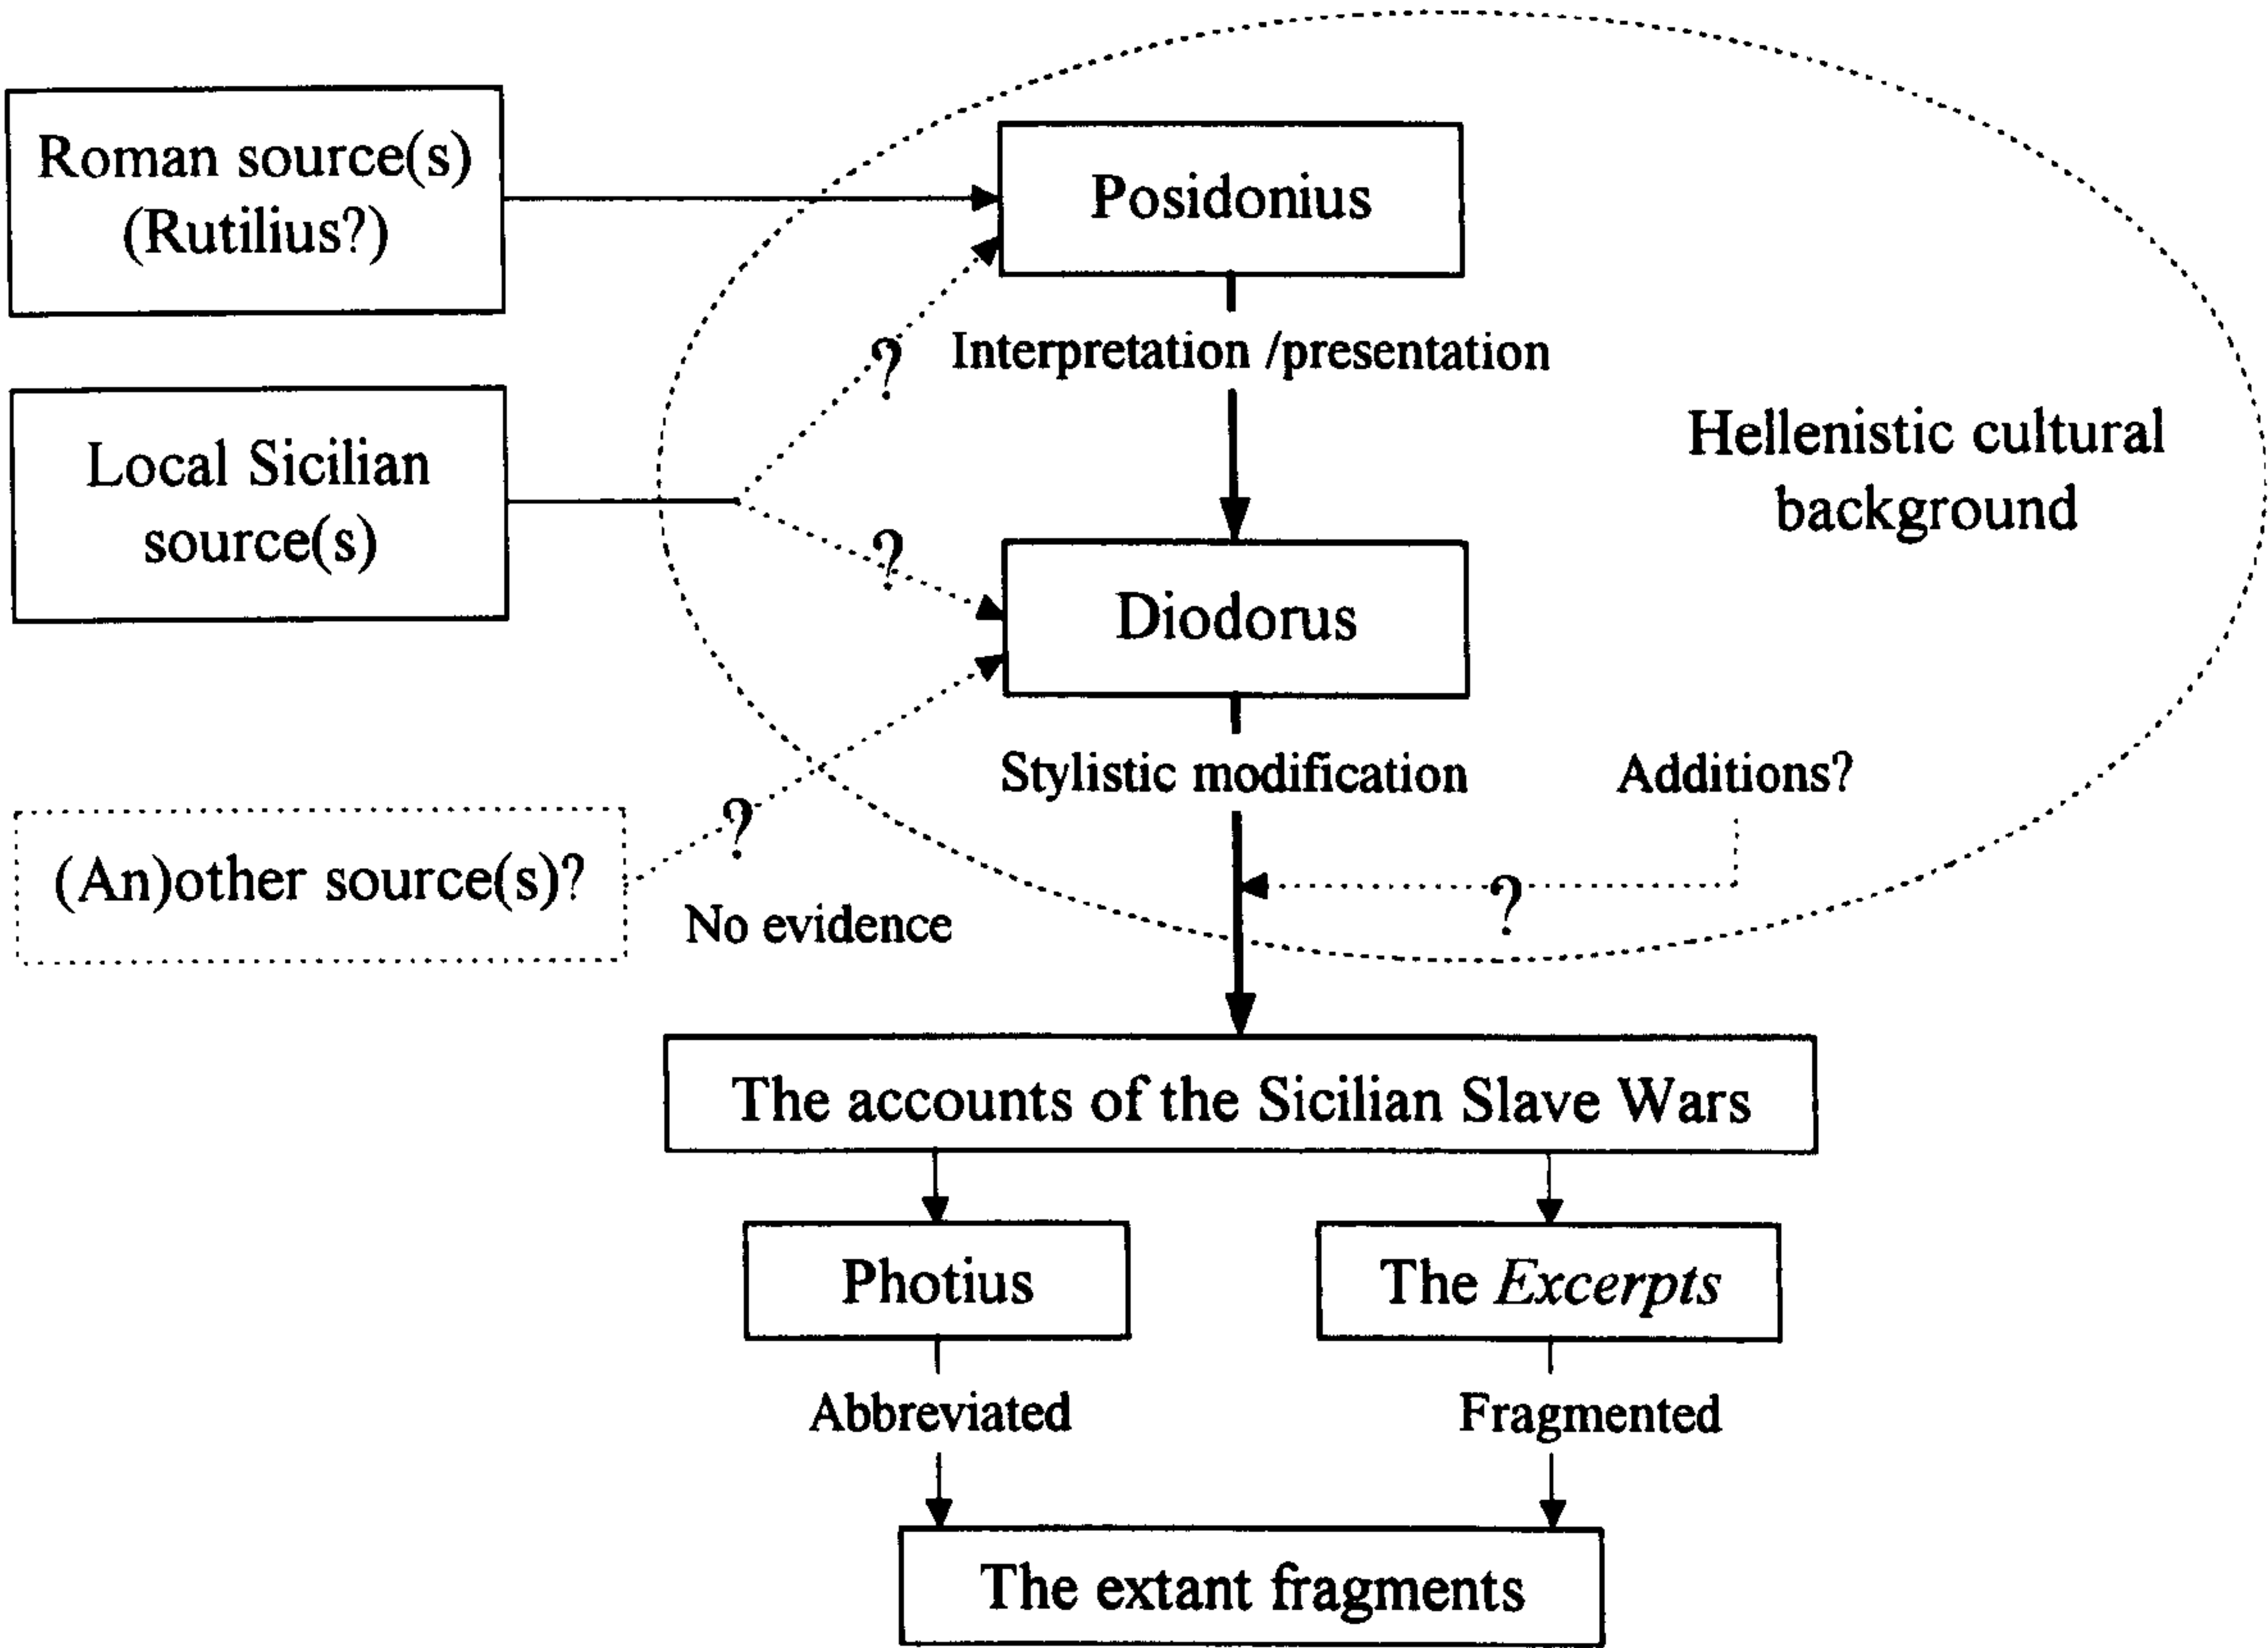 Roman source(s)
(Rutilius?)
Posidonius
?
Interpretation /presentation
Local Sicilian
source(s)
Hellenistic cultural
background
?
Diodorus
Stylistic modification
Additions?
?
(An)other source(s)?
No evidence
?
The accounts of the Sicilian Slave Wars
Photius
The Excerpts
Abbreviated
Fragmented
The extant fragments